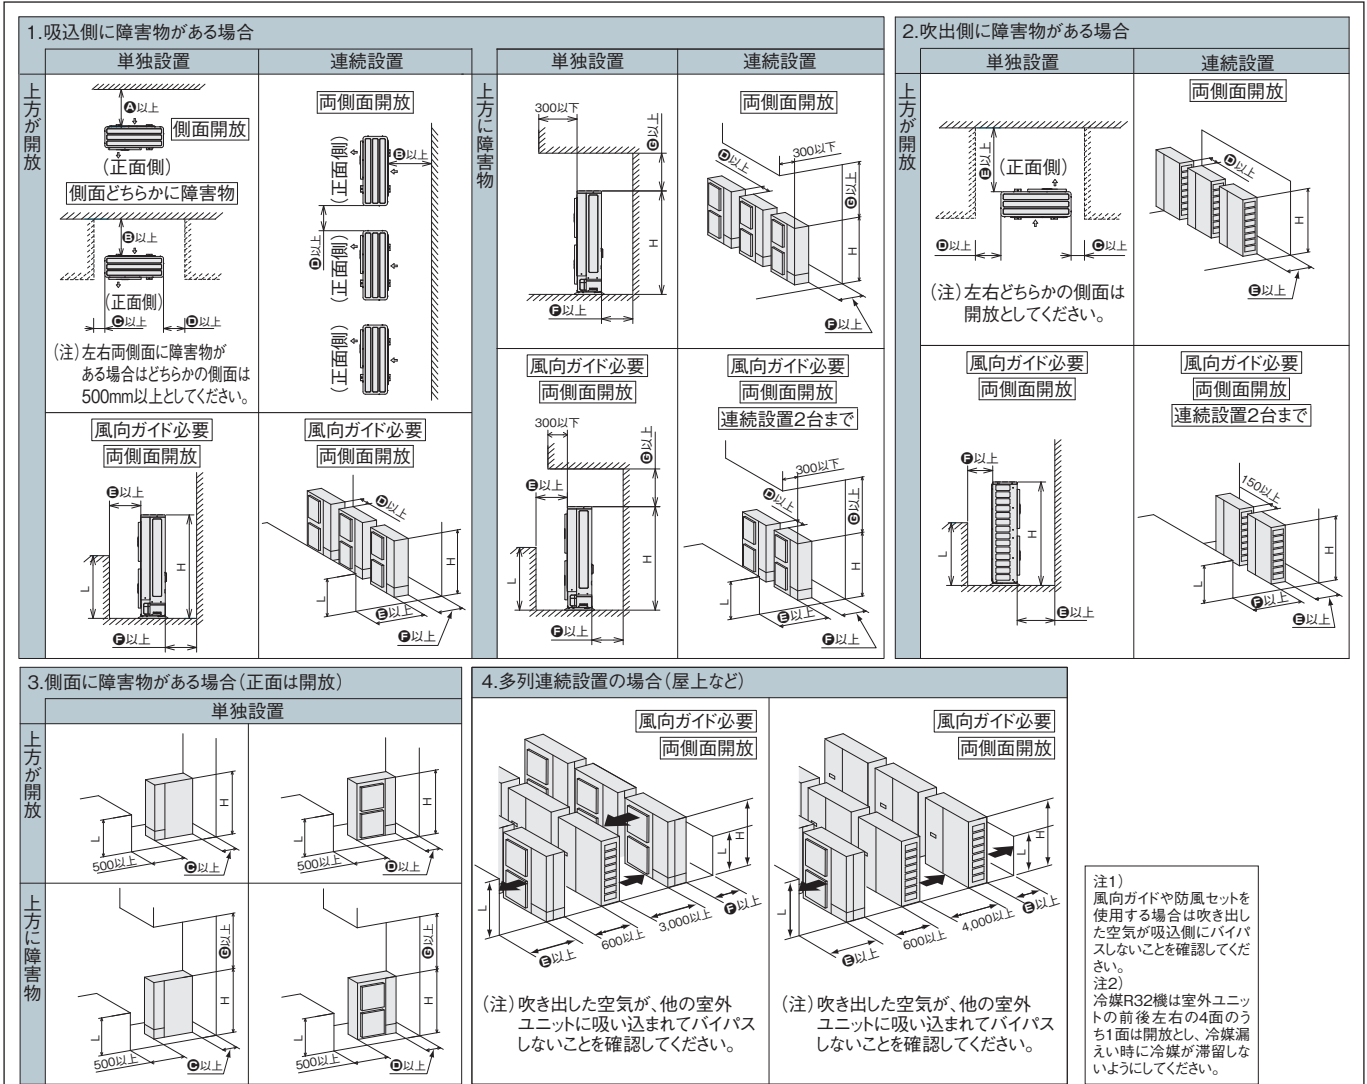 1.吸込側に障害物がある場合
単独設置
連続設置
単独設置
連続設置
上方が開放
Ⓐ以上
側面開放
(正面側)
側面どちらかに障害物
Ⓑ以上
(正面側)
Ⓒ以上
Ⓓ以上
(注)左右両側面に障害物が
ある場合はどちらかの側面は
500mm以上としてください。
両側面開放
(正面側)
Ⓑ以上
Ⓓ以上
(正面側)
(正面側)
風向ガイド必要
両側面開放
Ⓔ以上
L
H
Ⓕ以上
風向ガイド必要
両側面開放
Ⓓ以上
H
L
Ⓔ以上
Ⓕ以上
上方に障害物
300以下
Ⓖ以上
H
Ⓕ以上
両側面開放
Ⓓ以上
300以下
Ⓖ以上
H
Ⓕ以上
風向ガイド必要
両側面開放
300以下
Ⓖ以上
Ⓔ以上
L
H
Ⓕ以上
風向ガイド必要
両側面開放
連続設置2台まで
300以下
Ⓓ以上
Ⓖ以上
H
L
Ⓔ以上
Ⓕ以上
2.吹出側に障害物がある場合
単独設置
連続設置
上方が開放
Ⓔ以上
(正面側)
Ⓓ以上
Ⓒ以上
(注)左右どちらかの側面は
開放としてください。
両側面開放
Ⓓ以上
H
Ⓔ以上
風向ガイド必要
両側面開放
Ⓕ以上
L
H
Ⓔ以上
風向ガイド必要
両側面開放
連続設置2台まで
150以上
H
L
Ⓕ以上
Ⓔ以上
3.側面に障害物がある場合(正面は開放)
単独設置
上方が開放
L
H
500以上
Ⓒ以上
L
H
500以上
Ⓓ以上
上方に障害物
Ⓖ以上
L
H
500以上
Ⓒ以上
Ⓖ以上
L
H
500以上
Ⓓ以上
4.多列連続設置の場合(屋上など)
風向ガイド必要
両側面開放
L
H
L
Ⓔ以上
600以上
3,000以上
Ⓕ以上
(注)吹き出した空気が、他の室外
ユニットに吸い込まれてバイパス
しないことを確認してください。
風向ガイド必要
両側面開放
L
H
L
Ⓔ以上
600以上
4,000以上
Ⓔ以上
(注)吹き出した空気が、他の室外
ユニットに吸い込まれてバイパス
しないことを確認してください。
注1)
風向ガイドや防風セットを
使用する場合は吹き出し
た空気が吸込側にバイパ
スしないことを確認してくだ
さい。
注2)
冷媒R32機は室外ユニッ
トの前後左右の4面のう
ち1面は開放とし、冷媒漏
えい時に冷媒が滞留しな
いようにしてください。